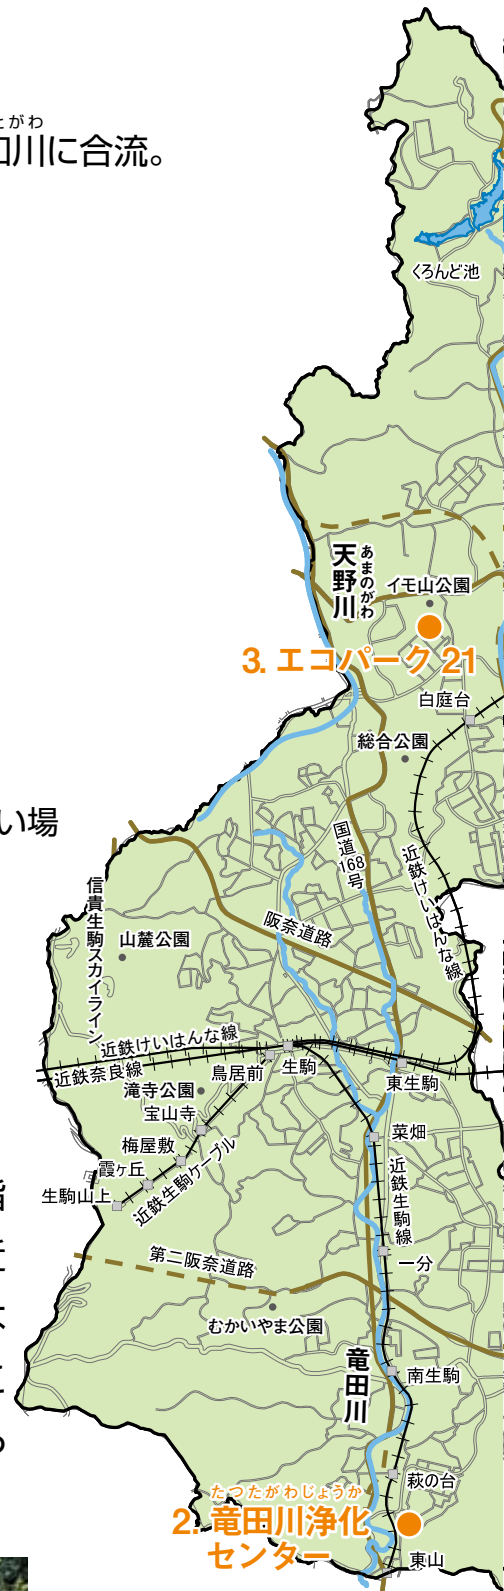 川に合流。
くろんど池
天野川
あまのがわ
イモ山公園
3. エコパーク 21
白庭台
総合公園
い場
国道168号
近鉄けいはんな線
阪奈道路
信貴生駒スカイライン
山麓公園
近鉄けいはんな線
近鉄奈良線
鳥居前
生駒
東生駒
滝寺公園
宝山寺
菜畑
梅屋敷
霞ヶ丘
生駒山上
近鉄生駒ケーブル
近鉄生駒線
一分
第二阪奈道路
むかいやま公園
竜田川
南生駒
萩の台
たつたがわじょうか
2. 竜田川浄化
センター
東山